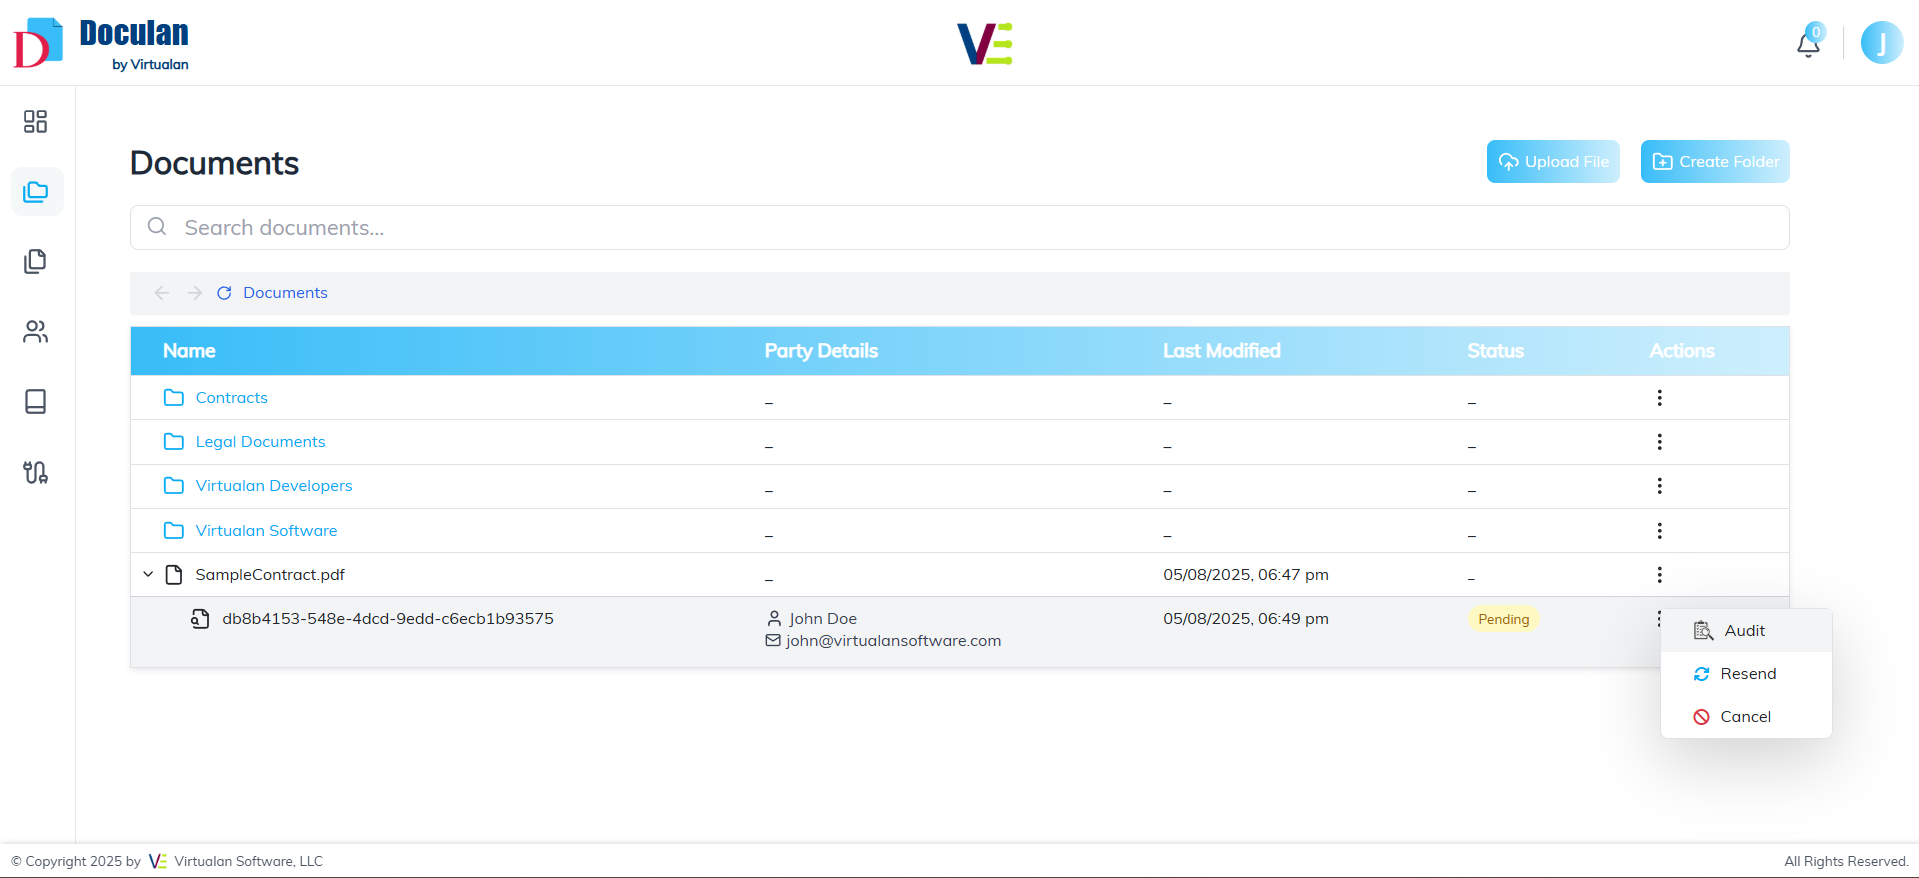 Doculan
by Virtualan
VE
0
J
Documents
Upload File
Create Folder
Search documents...
Documents
Name Party Details Last Modified Status Actions
Contracts _ _ _
Legal Documents _ _ _
Virtualan Developers _ _ _
Virtualan Software _ _ _
SampleContract.pdf _ 05/08/2025, 06:47 pm _
db8b4153-548e-4dcd-9edd-c6ecb1b93575 John Doe 05/08/2025, 06:49 pm Pending
john@virtualansoftware.com
Audit
Resend
Cancel
© Copyright 2025 by VE Virtualan Software, LLC
All Rights Reserved.